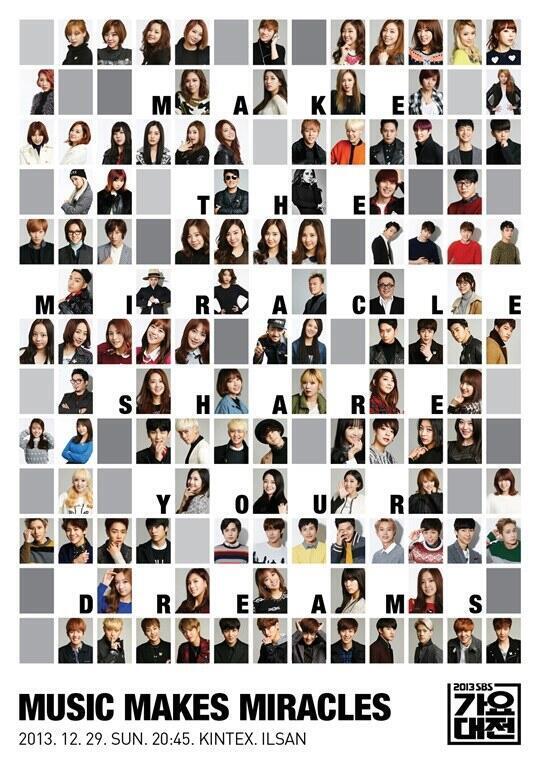 MAKE
THE
MIRACLE
SHARE
YOUR
DREAMS
MUSIC MAKES MIRACLES
2013. 12. 29. SUN. 20:45. KINTEX. ILSAN
2013 SBS
가요
대전